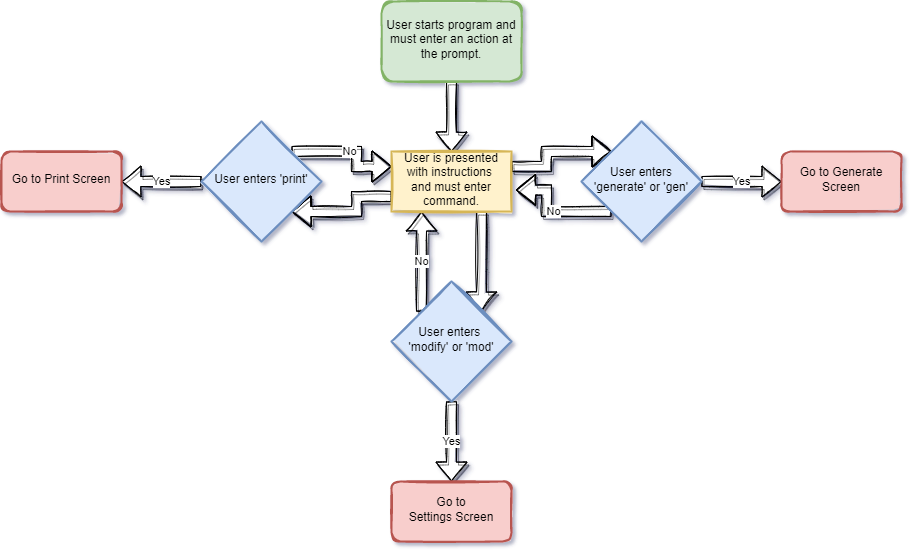 User starts program and
must enter an action at
the prompt.
Go to Print Screen
Yes
User enters 'print'
No
User is presented
with instructions
and must enter
command.
No
User enters
'generate' or 'gen'
Yes
Go to Generate
Screen
No
User enters
'modify' or 'mod'
Yes
Go to
Settings Screen